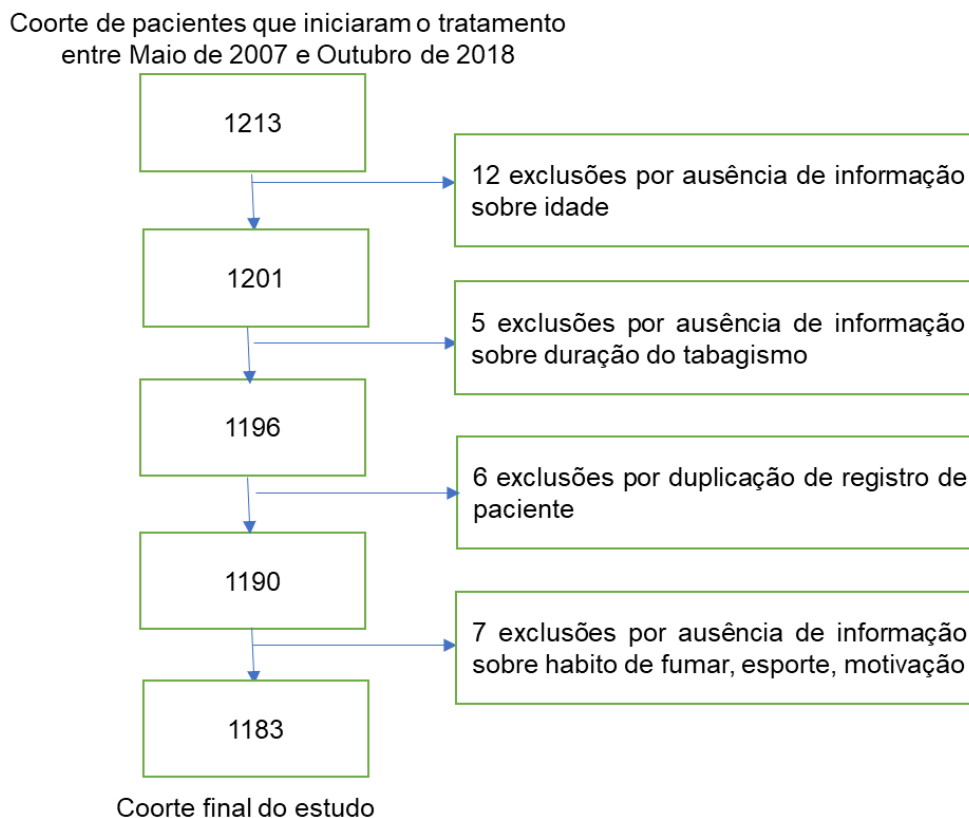 Coorte de pacientes que iniciaram o tratamento
entre Maio de 2007 e Outubro de 2018
1213
12 exclusões por ausência de informação
sobre idade
1201
5 exclusões por ausência de informação
sobre duração do tabagismo
1196
6 exclusões por duplicação de registro de
paciente
1190
7 exclusões por ausência de informação
sobre habito de fumar, esporte, motivação
1183
Coorte final do estudo